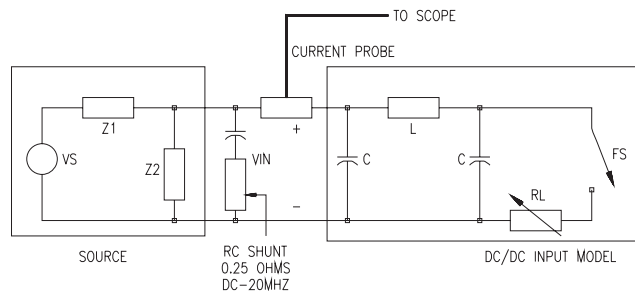 TO SCOPE
CURRENT PROBE
Z1
VS
Z2
VIN
+
-
C
L
C
FS
RL
SOURCE
RC SHUNT
0.25 OHMS
DC-20MHZ
DC/DC INPUT MODEL